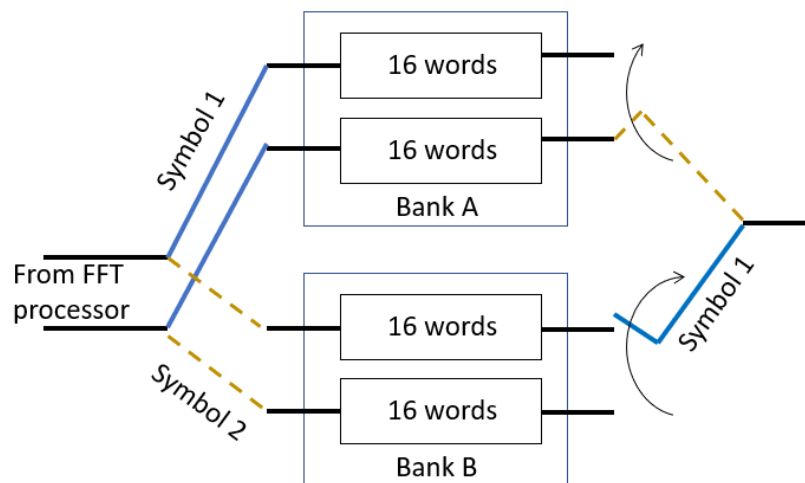 Symbol 1
16 words
16 words
Bank A
From FFT
processor
Symbol 2
16 words
16 words
Bank B
Symbol 1